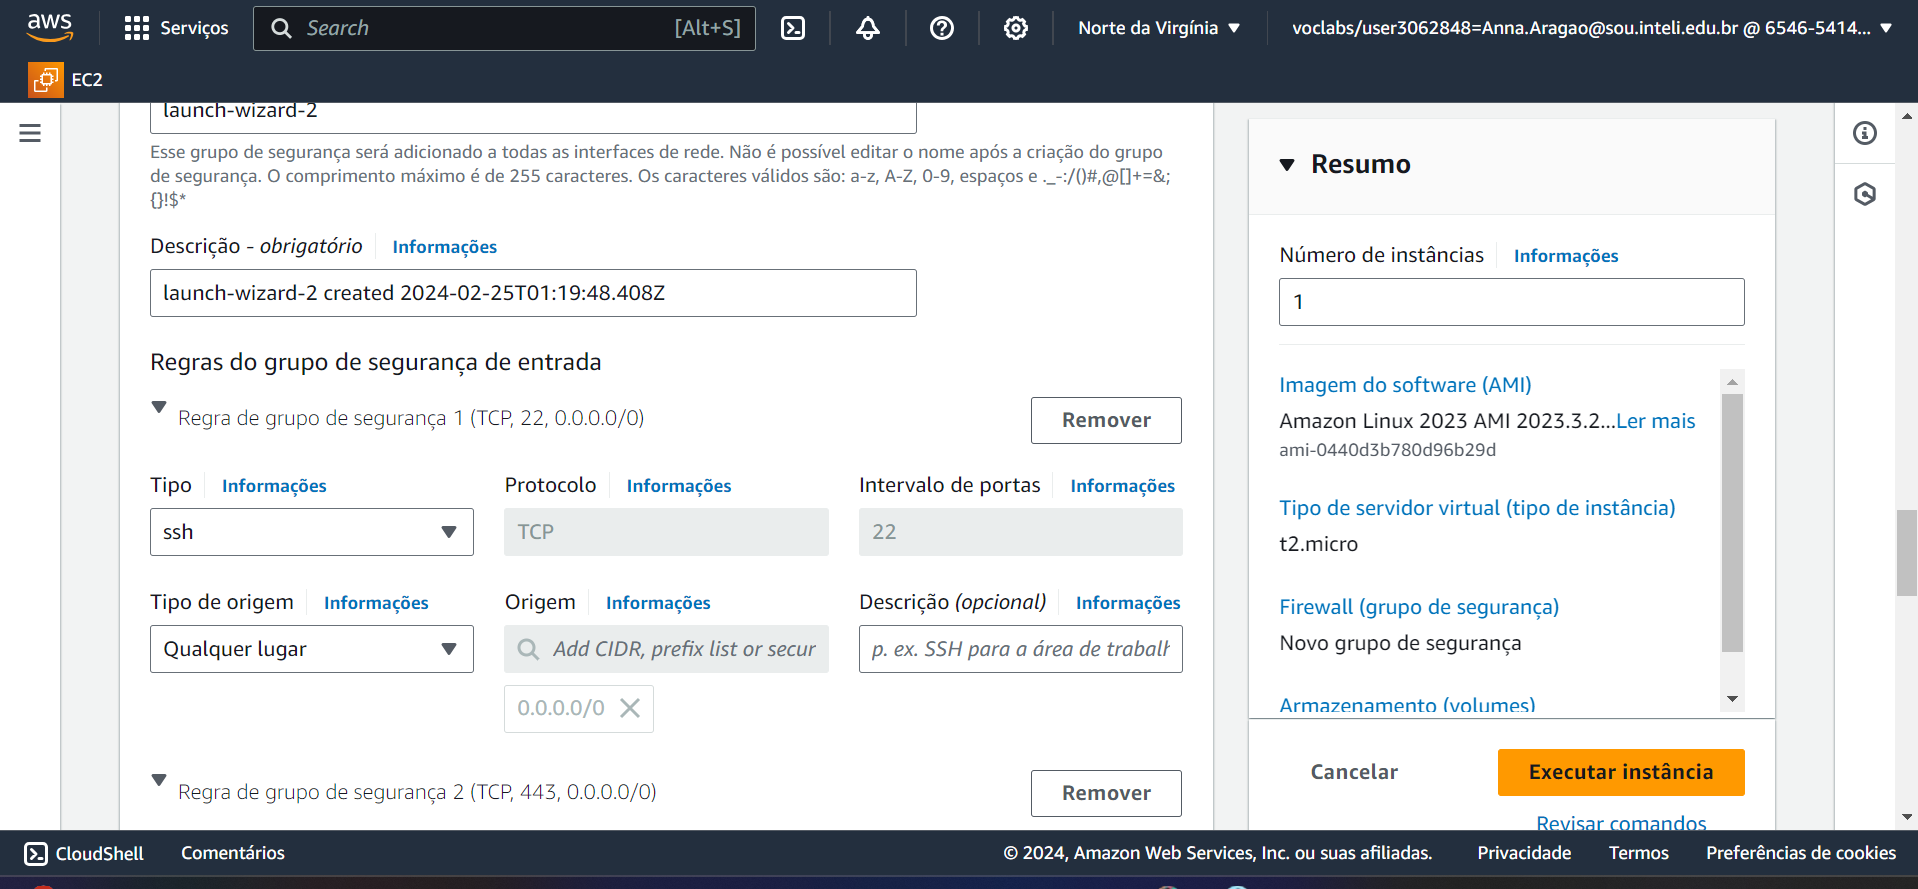 aws
Serviços
Search
[Alt+S]
Norte da Virgínia
voclabs/user3062848=Anna.Aragao@sou.inteli.edu.br @ 6546-5414...
EC2
launch-wizard-2
Esse grupo de segurança será adicionado a todas as interfaces de rede. Não é possível editar o nome após a criação do grupo
de segurança. O comprimento máximo é de 255 caracteres. Os caracteres válidos são: a-z, A-Z, 0-9, espaços e ._-:/()#,@[]+=&;
{}!$*
Descrição - obrigatório
Informações
launch-wizard-2 created 2024-02-25T01:19:48.408Z
Regras do grupo de segurança de entrada
Regra de grupo de segurança 1 (TCP, 22, 0.0.0.0/0)
Remover
Tipo
Informações
Protocolo
Informações
Intervalo de portas
Informações
ssh
TCP
22
Tipo de origem
Informações
Origem
Informações
Descrição (opcional)
Informações
Qualquer lugar
Add CIDR, prefix list or secur
p. ex. SSH para a área de trabalh
0.0.0.0/0
Regra de grupo de segurança 2 (TCP, 443, 0.0.0.0/0)
Remover
Resumo
Número de instâncias
Informações
1
Imagem do software (AMI)
Amazon Linux 2023 AMI 2023.3.2...Ler mais
ami-0440d3b780d96b29d
Tipo de servidor virtual (tipo de instância)
t2.micro
Firewall (grupo de segurança)
Novo grupo de segurança
Armazenamento (volumes)
Cancelar
Executar instância
Revisar comandos
CloudShell
Comentários
© 2024, Amazon Web Services, Inc. ou suas afiliadas.
Privacidade
Termos
Preferências de cookies